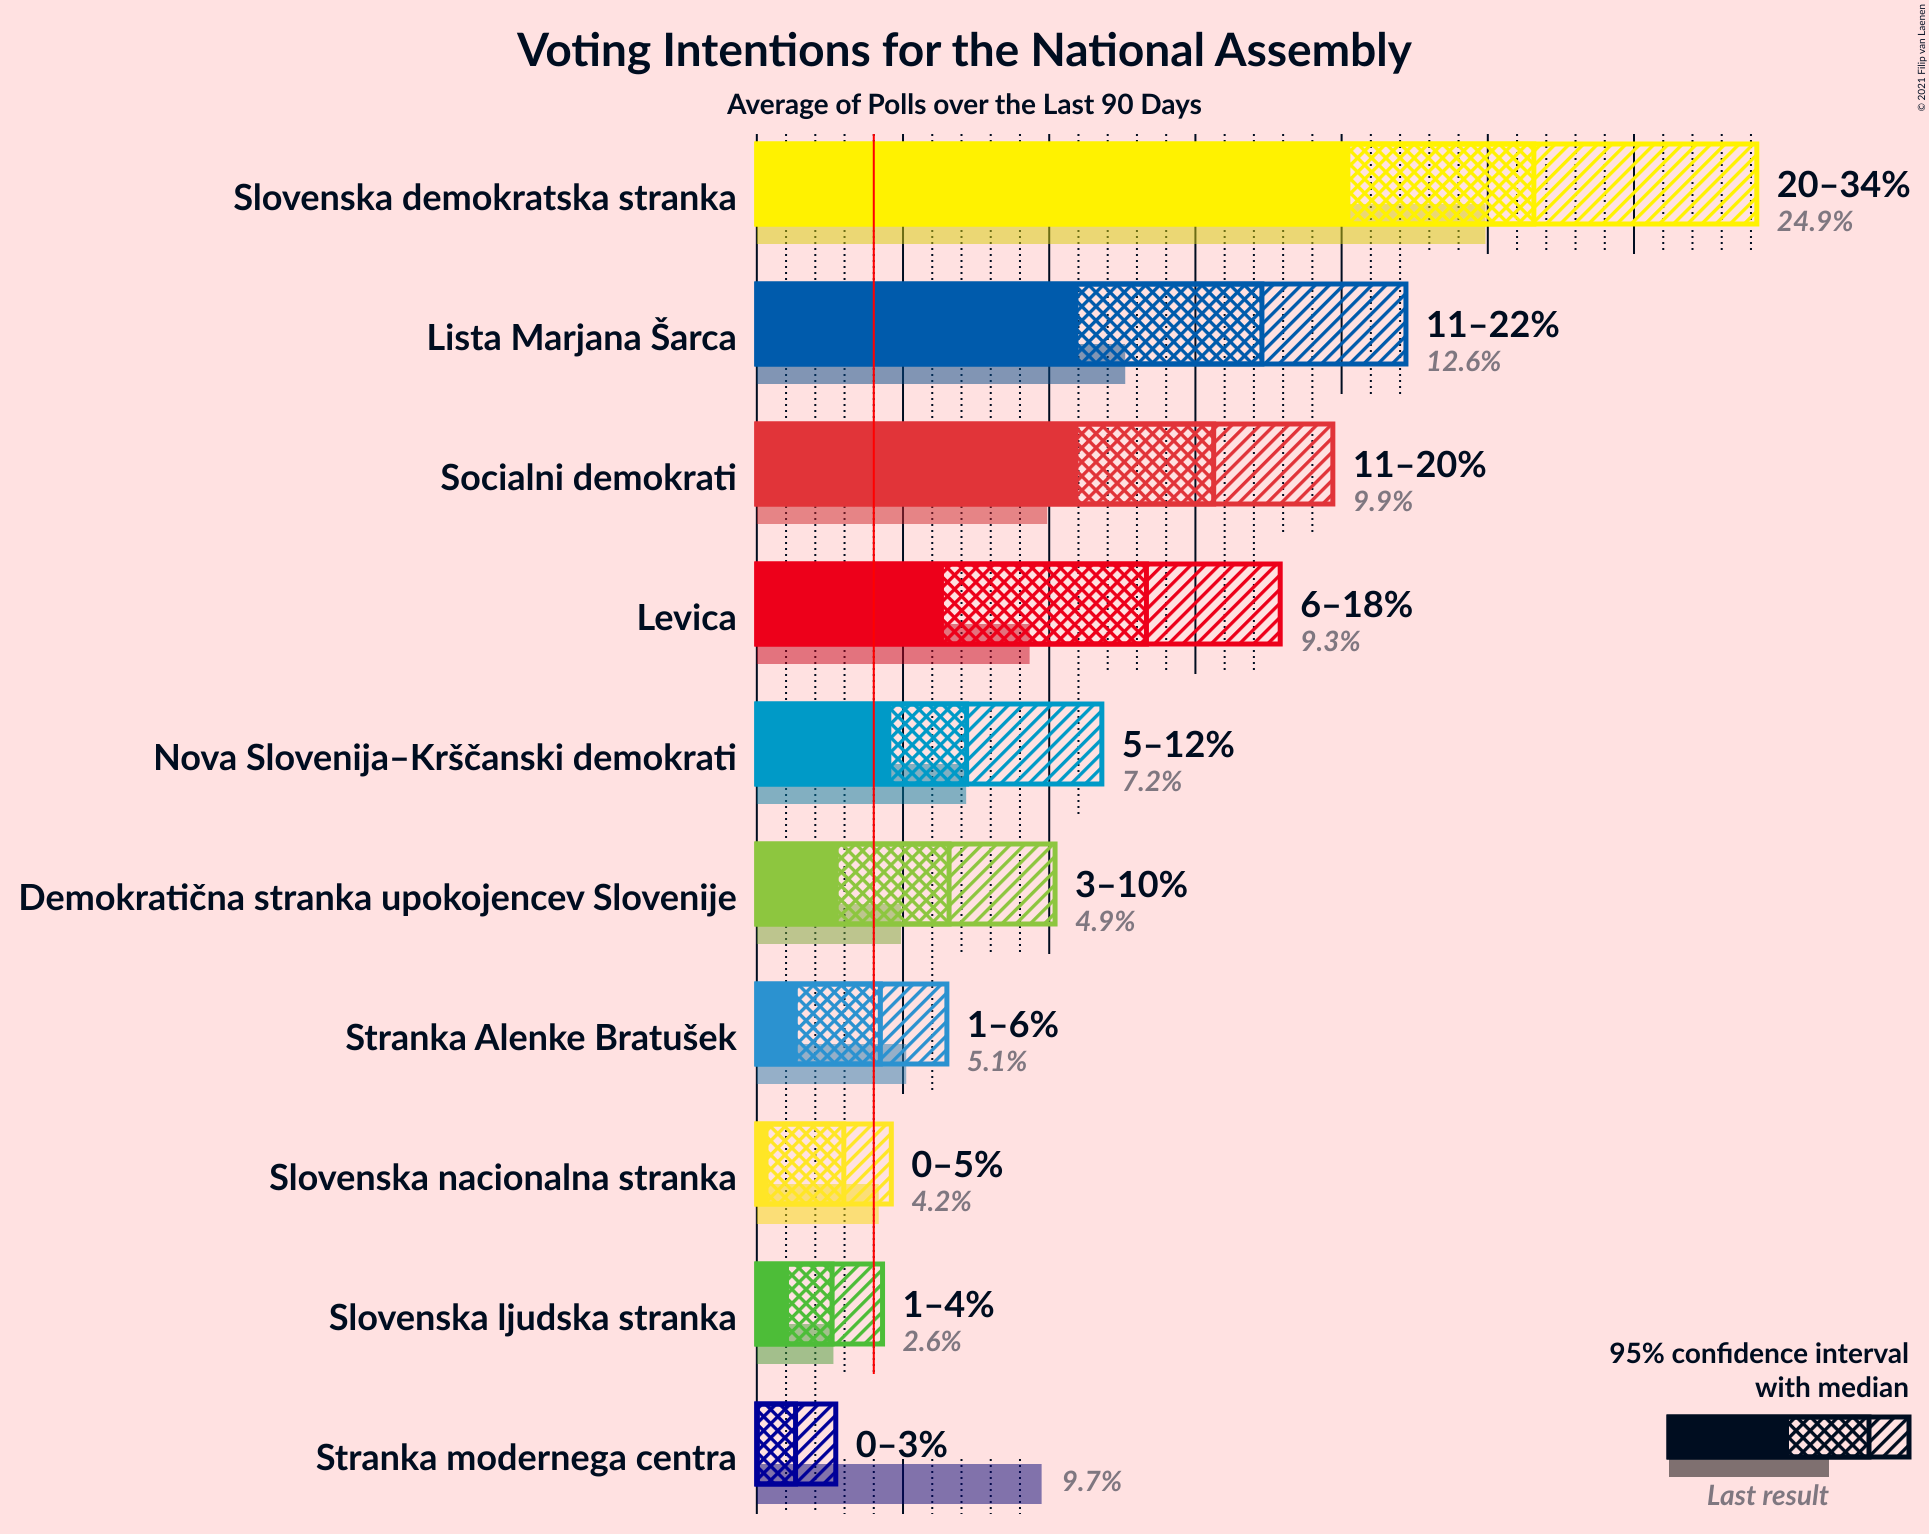 Voting Intentions for the National Assembly
Average of Polls over the Last 90 Days
© 2021 Filip van Laenen
Slovenska demokratska stranka
20–34%
24.9%
Lista Marjana Šarca
11–22%
12.6%
Socialni demokrati
11–20%
9.9%
Levica
6–18%
9.3%
Nova Slovenija–Krščanski demokrati
5–12%
7.2%
Demokratična stranka upokojencev Slovenije
3–10%
4.9%
Stranka Alenke Bratušek
1–6%
5.1%
Slovenska nacionalna stranka
0–5%
4.2%
Slovenska ljudska stranka
1–4%
2.6%
Stranka modernega centra
0–3%
9.7%
95% confidence interval
with median
Last result